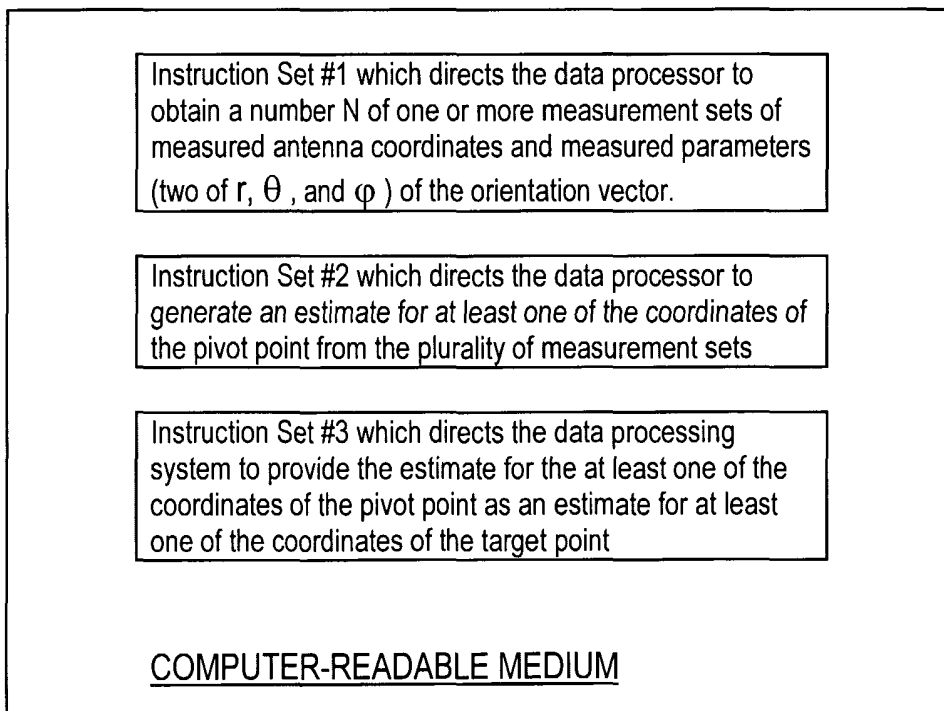 Instruction Set #1 which directs the data processor to
obtain a number N of one or more measurement sets of
measured antenna coordinates and measured parameters
(two of r, θ , and φ ) of the orientation vector.
Instruction Set #2 which directs the data processor to
generate an estimate for at least one of the coordinates of
the pivot point from the plurality of measurement sets
Instruction Set #3 which directs the data processing
system to provide the estimate for the at least one of the
coordinates of the pivot point as an estimate for at least
one of the coordinates of the target point
COMPUTER-READABLE MEDIUM